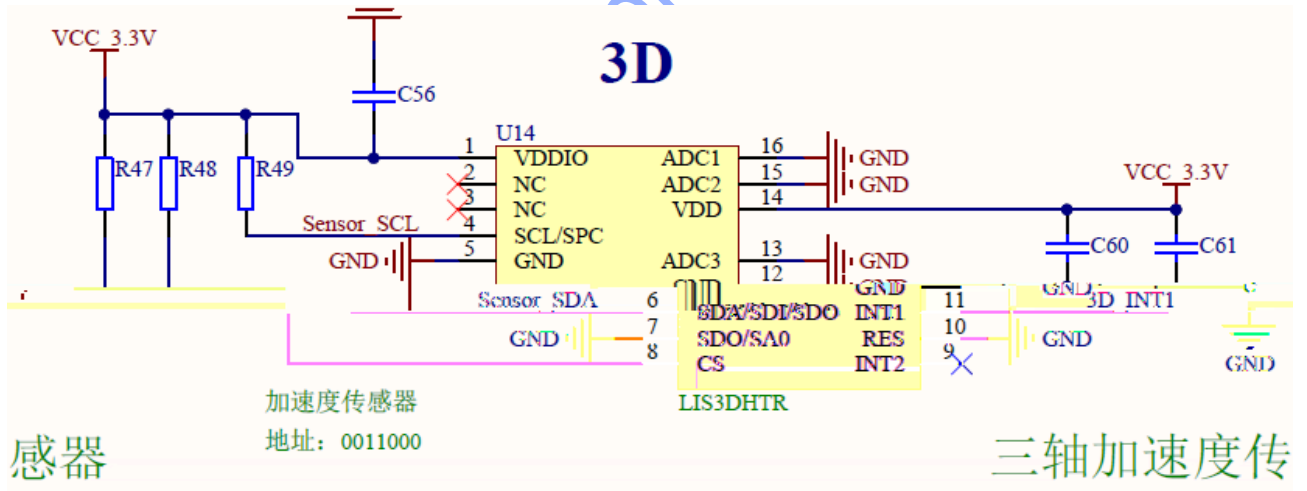 3D
VCC_3.3V
C56
U14
R47
R48
R49
1
VDDIO
ADC1
16
GND
2
NC
ADC2
15
GND
VCC_3.3V
3
NC
VDD
14
Sensor_SCL
4
SCL/SPC
GND
5
GND
ADC3
13
GND
C60
C61
12
GND
GND
GND
Sensor_SDA
6
SDA/SDI/SDO
INT1
11
3D_INT1
GND
7
SDO/SA0
RES
10
GND
8
CS
INT2
9
GND
LIS3DHTR
加速度传感器
地址：0011000
感器
三轴加速度传